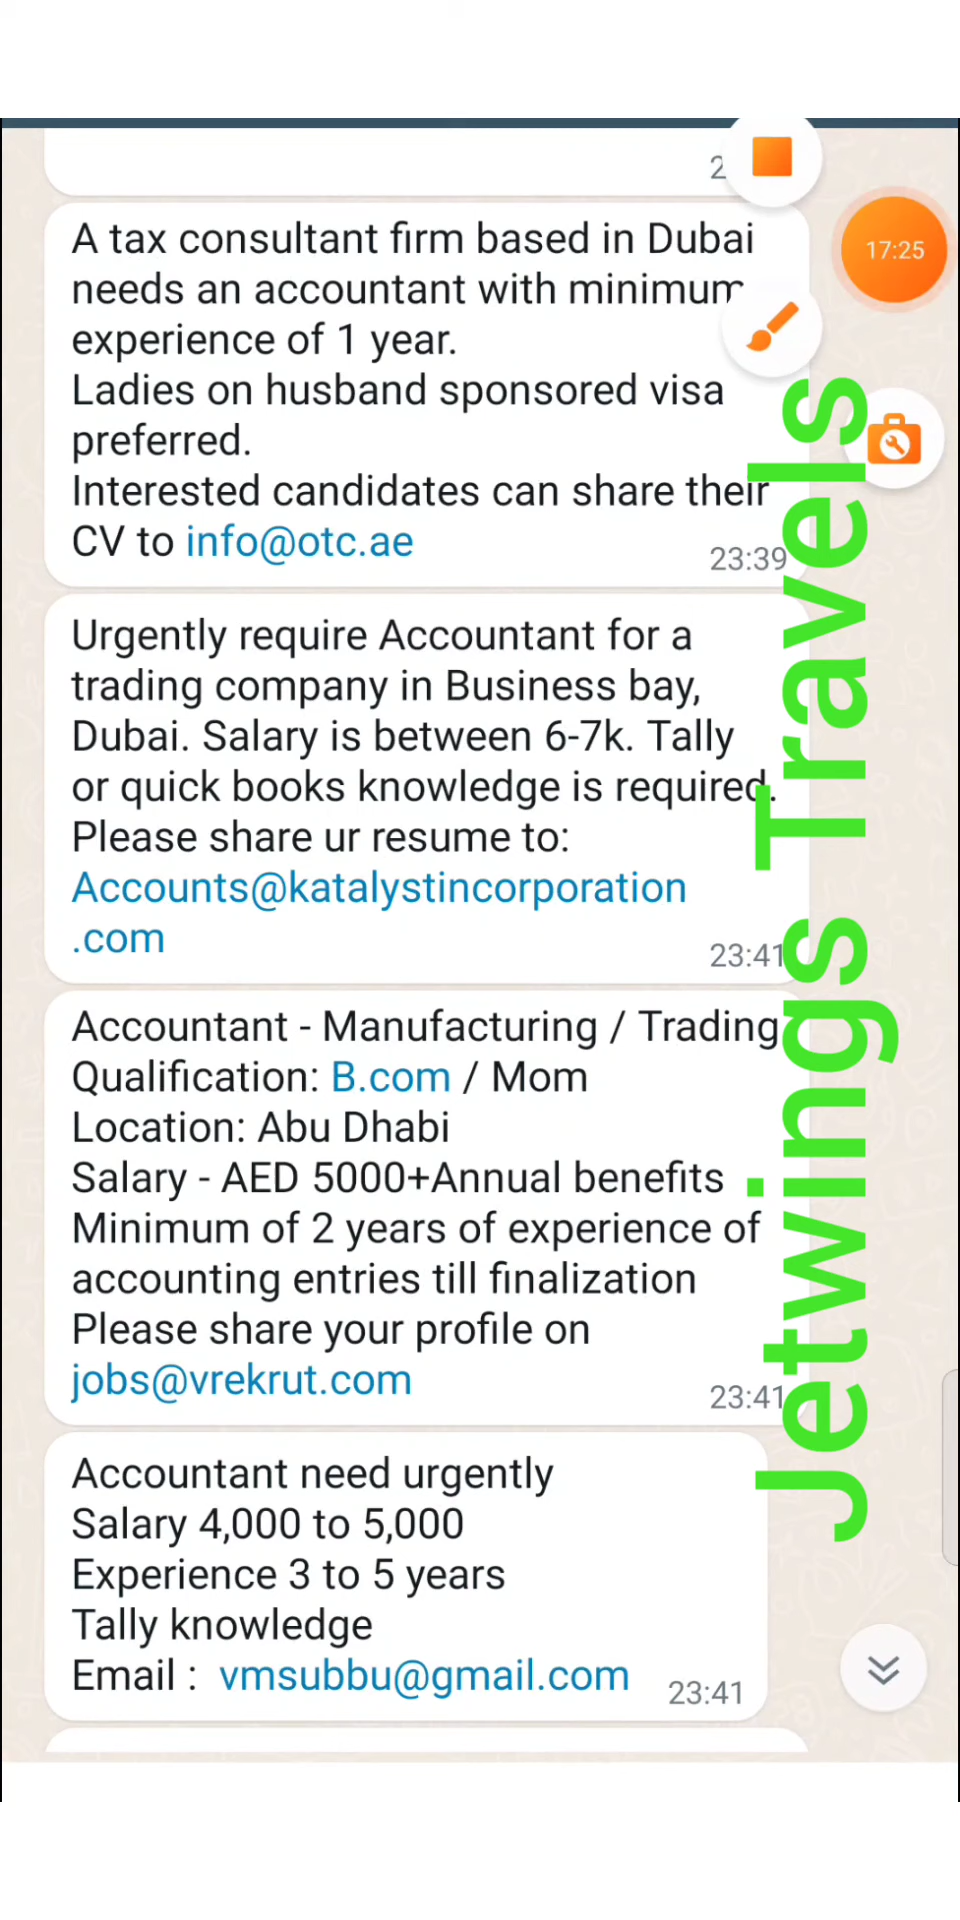 2
17:25
A tax consultant firm based in Dubai
needs an accountant with minimum
experience of 1 year.
Ladies on husband sponsored visa
preferred.
Interested candidates can share their
CV to info@otc.ae
23:39
Urgently require Accountant for a
trading company in Business bay,
Dubai. Salary is between 6-7k. Tally
or quick books knowledge is required.
Please share ur resume to:
Accounts@katalystincorporation
.com
23:41
Accountant - Manufacturing / Trading
Qualification: B.com / Mom
Location: Abu Dhabi
Salary - AED 5000+Annual benefits
Minimum of 2 years of experience of
accounting entries till finalization
Please share your profile on
jobs@vrekrut.com
23:41
Accountant need urgently
Salary 4,000 to 5,000
Experience 3 to 5 years
Tally knowledge
Email :  vmsubbu@gmail.com
23:41
Jetwings Travels